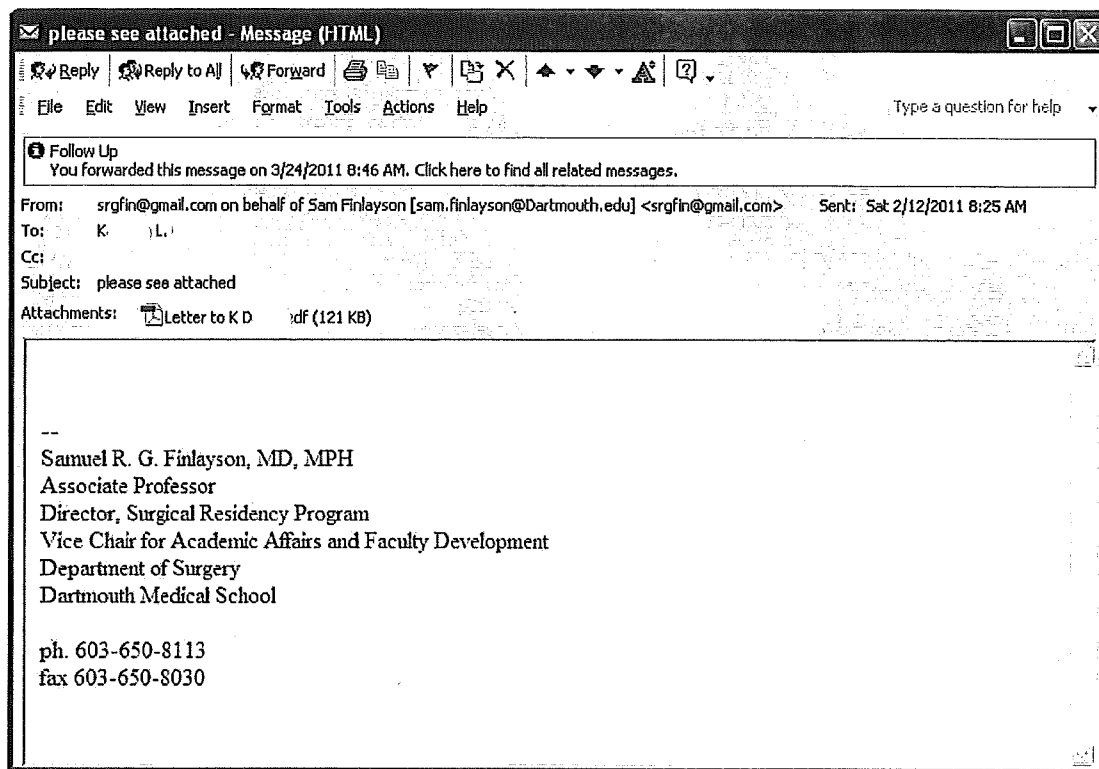 please see attached - Message (HTML)
Reply Reply to All Forward
File Edit View Insert Format Tools Actions Help Type a question for help
Follow Up
You forwarded this message on 3/24/2011 8:46 AM. Click here to find all related messages.
From: srgfin@gmail.com on behalf of Sam Finlayson [sam.finlayson@Dartmouth.edu] <srgfin@gmail.com> Sent: Sat 2/12/2011 8:25 AM
To: K L
Cc:
Subject: please see attached
Attachments: Letter to K D df (121 KB)
--
Samuel R. G. Finlayson, MD, MPH
Associate Professor
Director, Surgical Residency Program
Vice Chair for Academic Affairs and Faculty Development
Department of Surgery
Dartmouth Medical School
ph. 603-650-8113
fax 603-650-8030